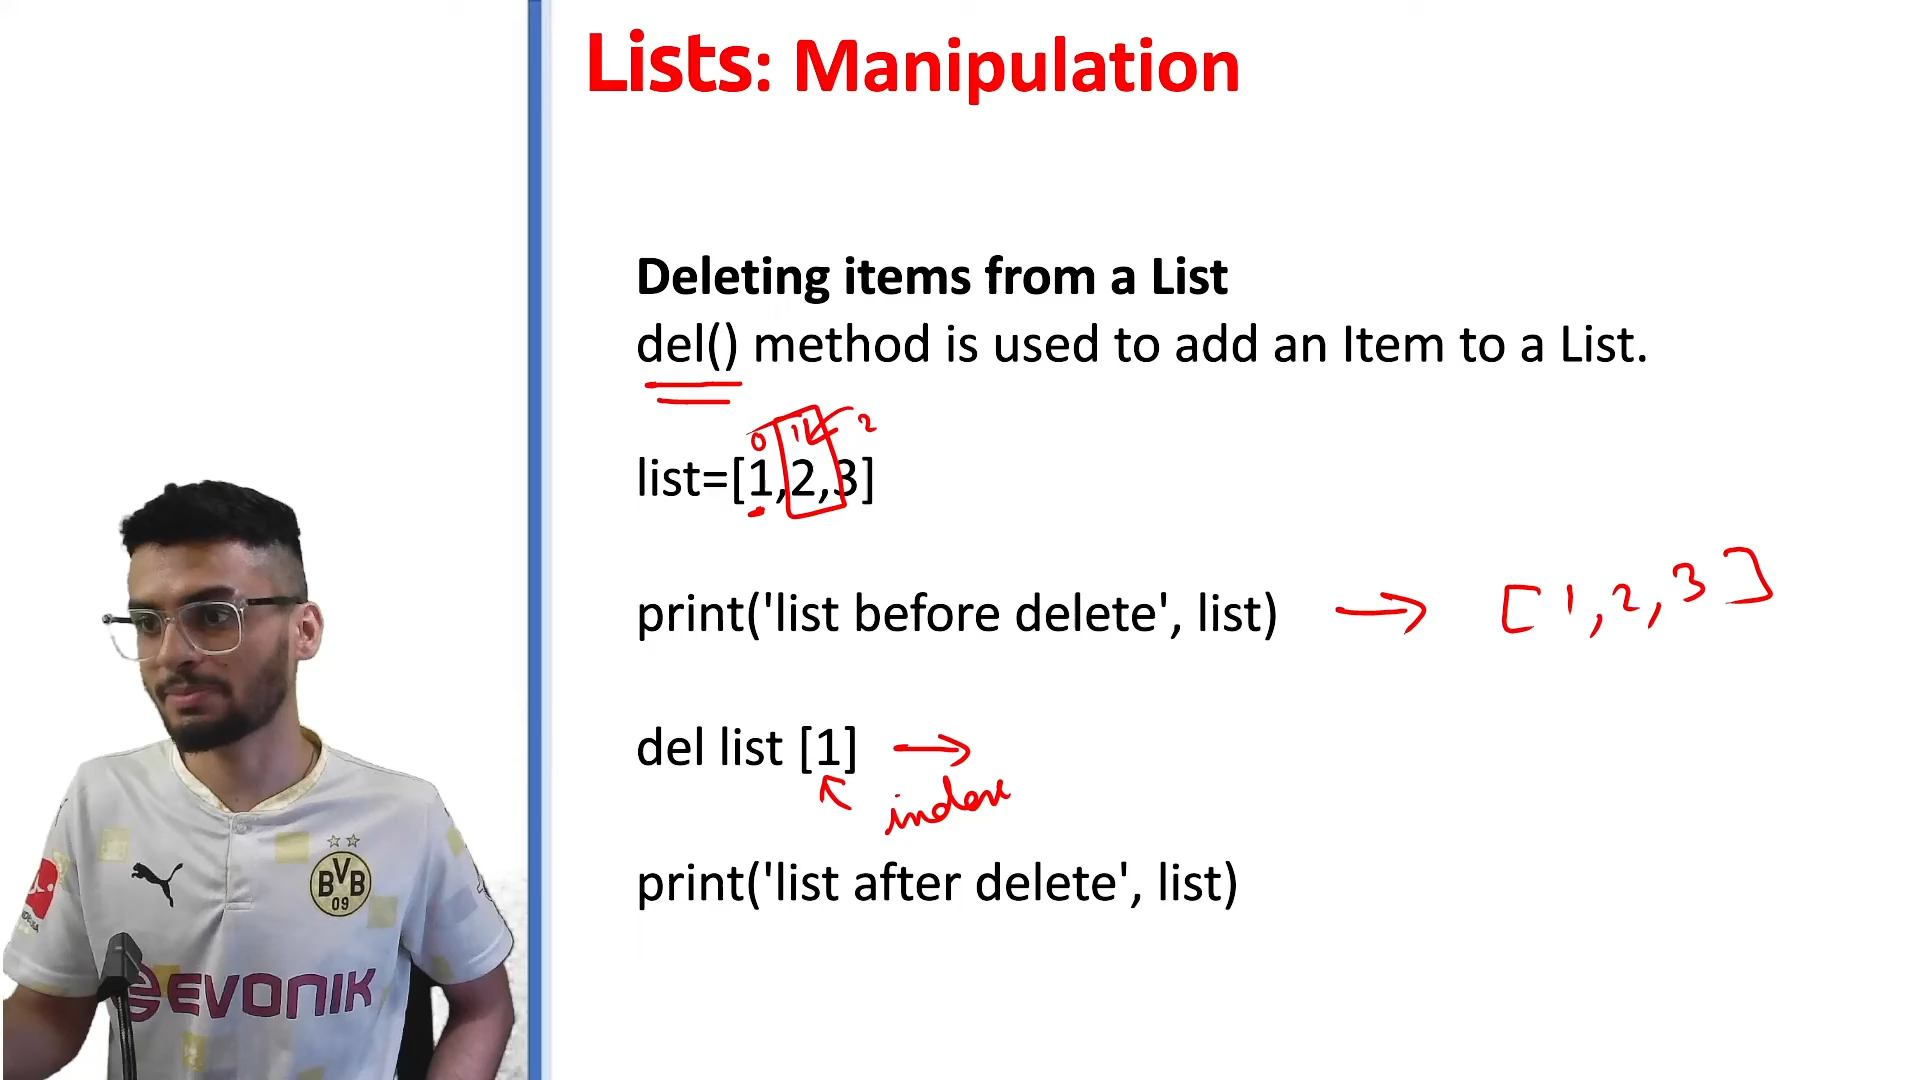 Lists: Manipulation
Deleting items from a List
del() method is used to add an Item to a List.
0 1 2
list=[1,2,3]
print('list before delete', list) → [1,2,3]
del list [1] →
index
print('list after delete', list)
BVB
09
EVONIK